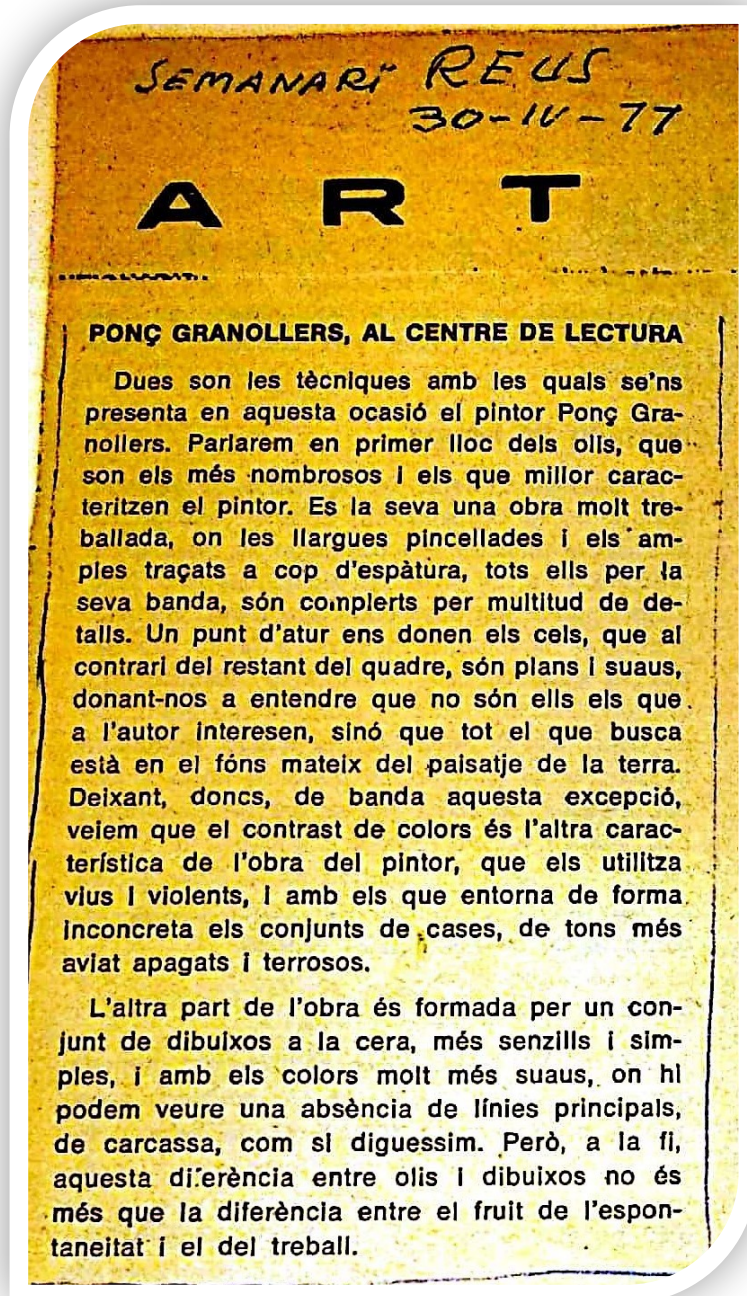 SEMANARI REUS
30-IV-77
A R T
PONÇ GRANOLLERS, AL CENTRE DE LECTURA
Dues son les tècniques amb les quals se'ns
presenta en aquesta ocasió el pintor Ponç Gra-
nollers. Parlarem en primer lloc dels olis, que
son els més nombrosos i els que millor carac-
teritzen el pintor. Es la seva una obra molt tre-
ballada, on les llargues pincellades i els am-
ples traçats a cop d'espàtura, tots ells per la
seva banda, són complerts per multitud de de-
talls. Un punt d'atur ens donen els cels, que al
contrari del restant del quadre, són plans i suaus,
donant-nos a entendre que no són ells els que
a l'autor interesen, sinó que tot el que busca
està en el fóns mateix del paisatje de la terra.
Deixant, doncs, de banda aquesta excepció,
veiem que el contrast de colors és l'altra carac-
terística de l'obra del pintor, que els utilitza
vius i violents, i amb els que entorna de forma
inconcreta els conjunts de cases, de tons més
aviat apagats i terrosos.
L'altra part de l'obra és formada per un con-
junt de dibuixos a la cera, més senzills i sim-
ples, i amb els colors molt més suaus, on hi
podem veure una absència de línies principals,
de carcassa, com si diguessim. Però, a la fi,
aquesta diferència entre olis i dibuixos no és
més que la diferència entre el fruit de l'espon-
taneitat i el del treball.